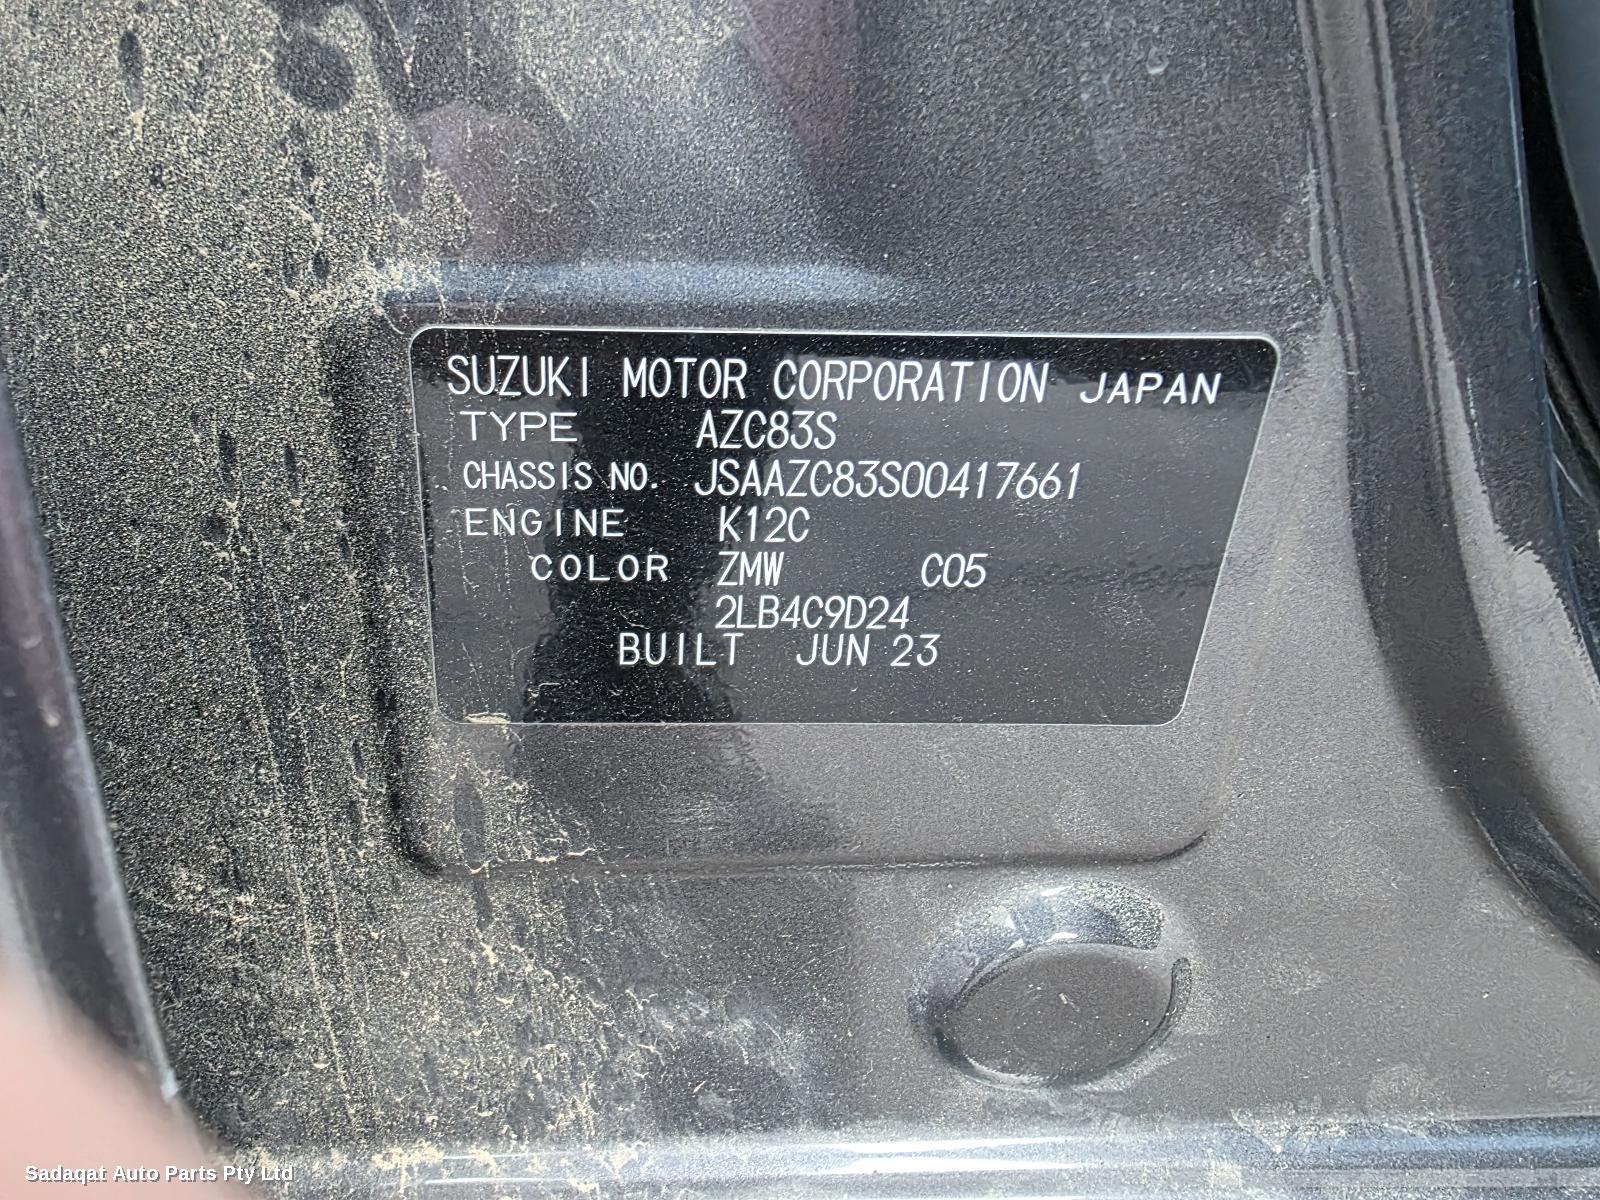 SUZUKI MOTOR CORPORATION JAPAN
TYPE AZC83S
CHASSIS NO. JSAAZC83S00417661
ENGINE K12C
COLOR ZMW C05
2LB4C9D24
BUILT JUN 23
Sadaqat Auto Parts Pty Ltd